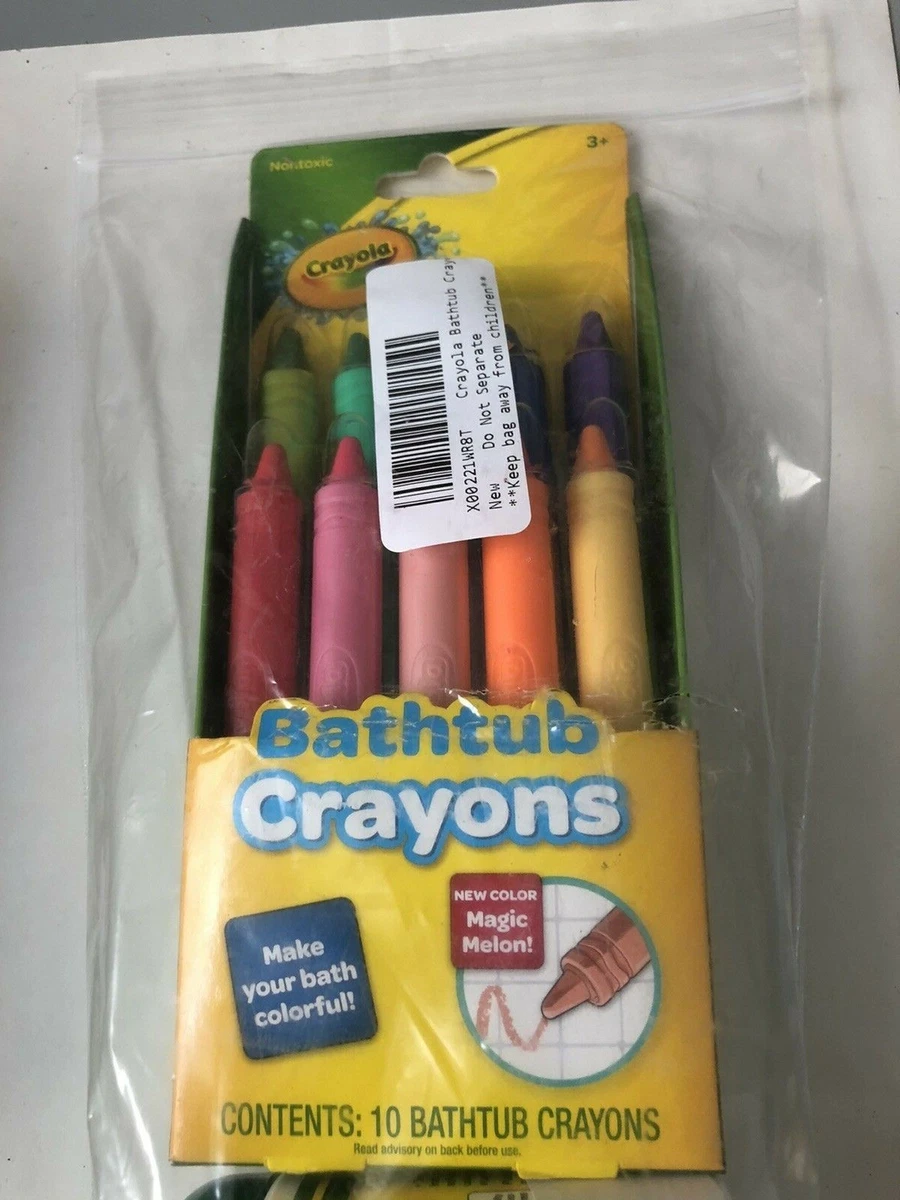 Nontoxic
3+
Crayola
X00221WR8T Crayola Bathtub Cray
New Do Not Separate
**Keep bag away from children**
Bathtub
Crayons
Make
your bath
colorful!
NEW COLOR
Magic
Melon!
CONTENTS: 10 BATHTUB CRAYONS
Read advisory on back before use.